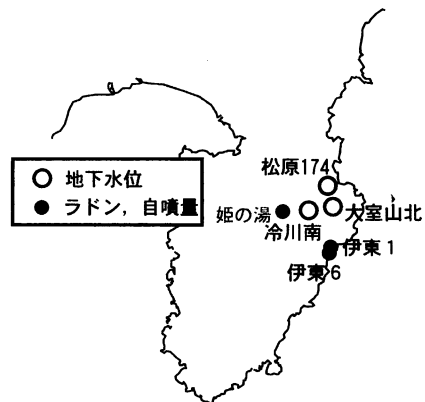 松原174
地下水位
ラドン，自噴量
姫の湯
大室山北
冷川南
伊東1
伊東6